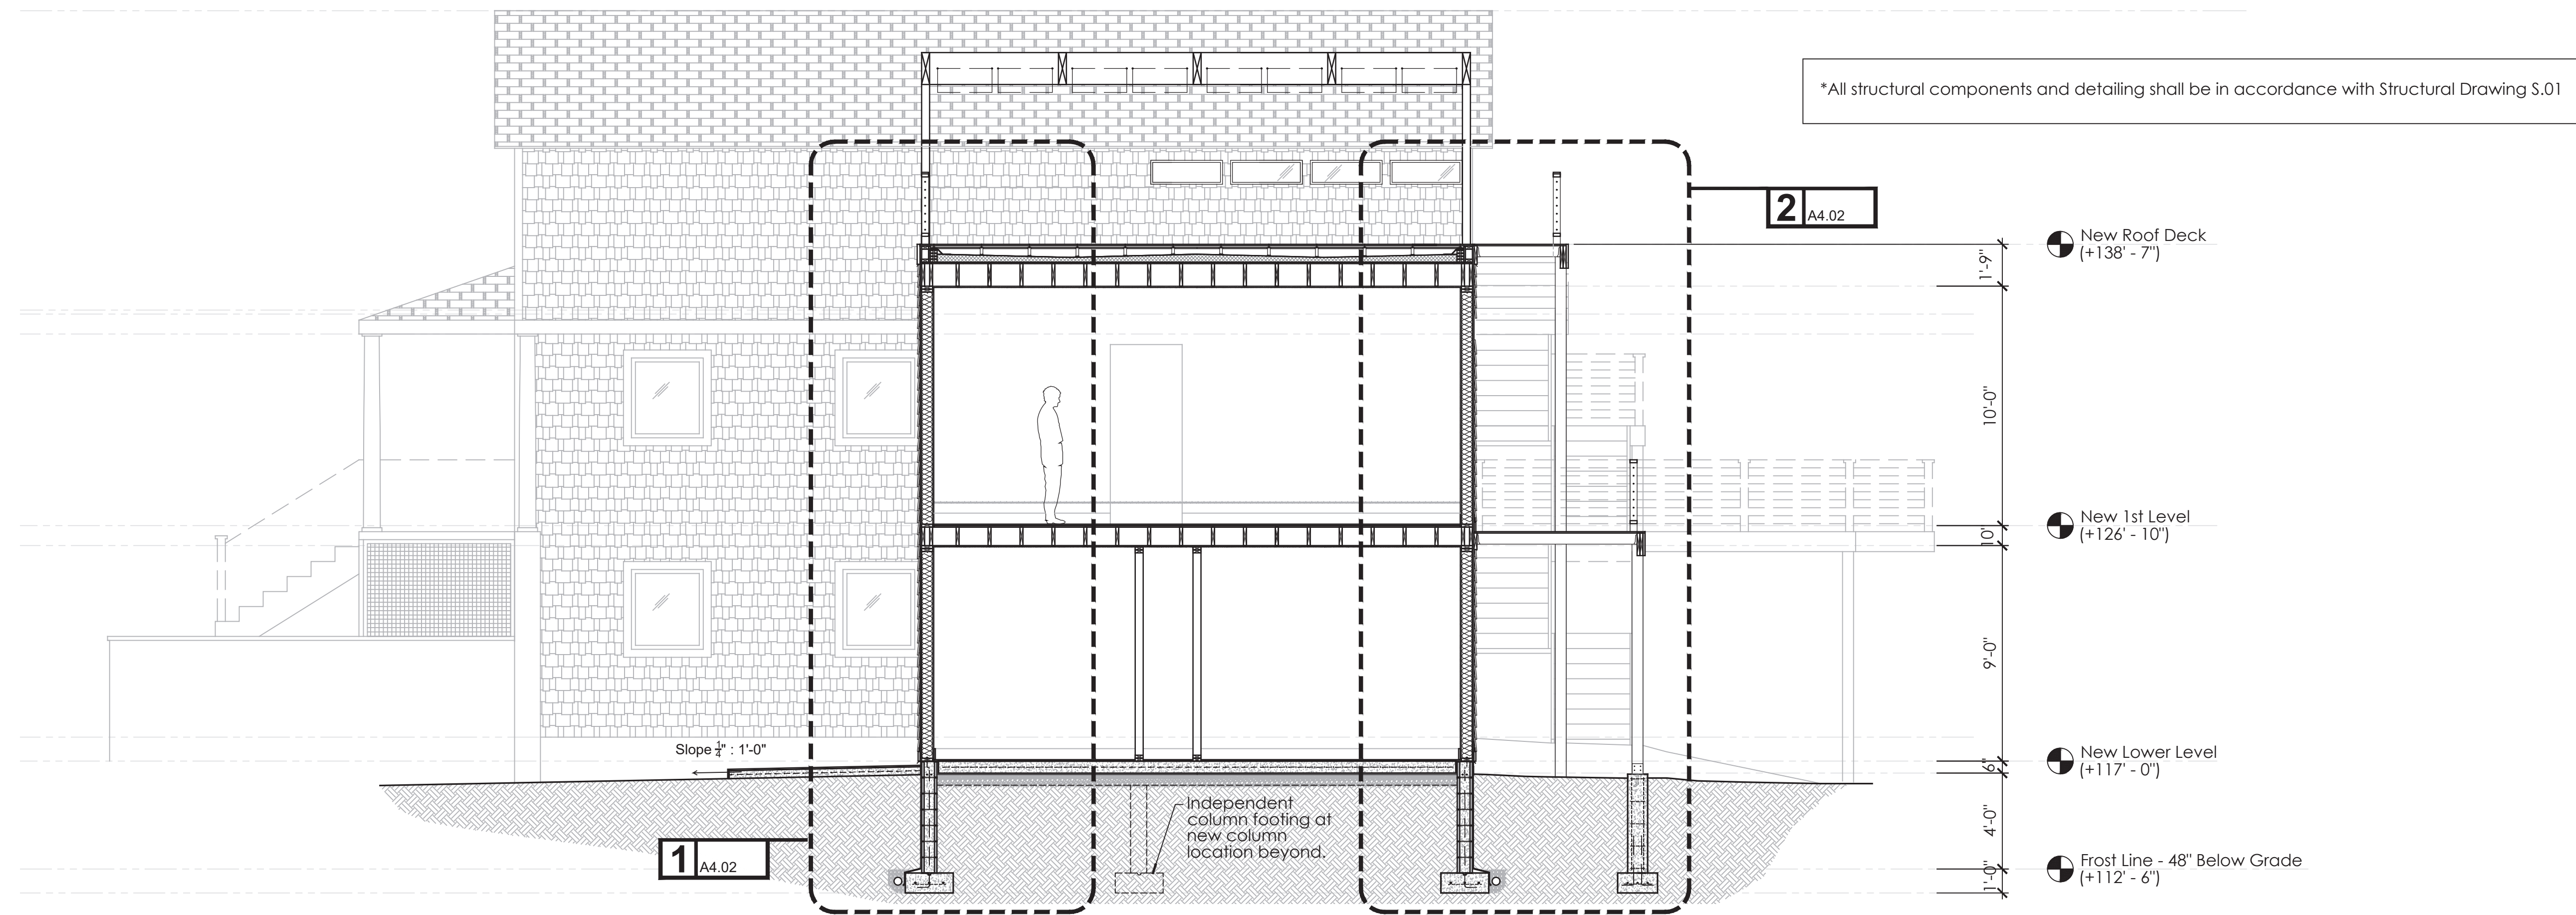 *All structural components and detailing shall be in accordance with Structural Drawing S.01
2 A4.02
New Roof Deck
(+138' - 7")
1'-9"
10'-0"
New 1st Level
(+126' - 10")
10"
9'-0"
Slope 1/4" : 1'-0"
New Lower Level
(+117' - 0")
6"
Independent
column footing at
new column
location beyond.
4'-0"
1 A4.02
Frost Line - 48" Below Grade
(+112' - 6")
1'-0"